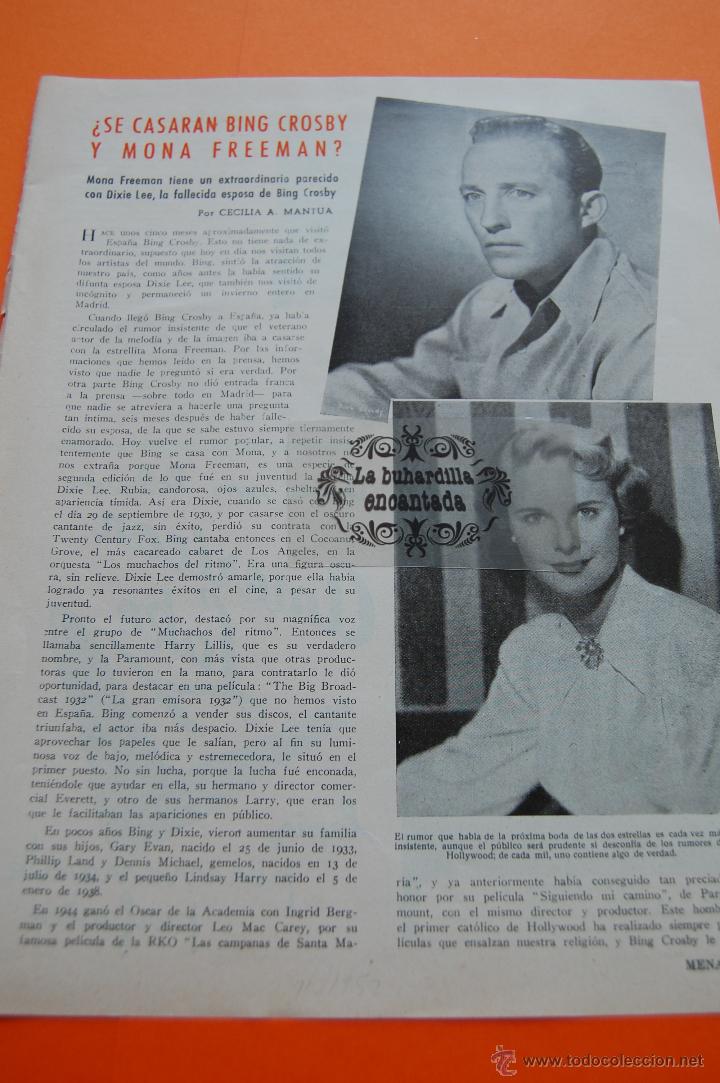 ¿SE CASARAN BING CROSBY
Y MONA FREEMAN?
Mona Freeman tiene un extraordinario parecido
con Dixie Lee, la fallecida esposa de Bing Crosby
Por CECILIA A. MANTUA
HACE unos cinco meses aproximadamente que visitó
España Bing Crosby. Esto no tiene nada de ex-
traordinario, supuesto que hoy en día nos visitan todos
los artistas del mundo. Bing, sintió la atracción de
nuestro país, como años antes la había sentido su
difunta esposa Dixie Lee, que también nos visitó de
incógnito y permaneció un invierno entero en
Madrid.
Cuando llegó Bing Crosby a España, ya había
circulado el rumor insistente de que el veterano
actor de la melodía y de la imagen iba a casarse
con la estrellita Mona Freeman. Por las infor-
maciones que hemos leído en la prensa, hemos
visto que nadie le preguntó si era verdad. Por
otra parte Bing Crosby no dió entrada franca
a la prensa —sobre todo en Madrid— para
que nadie se atreviera a hacerle una pregunta
tan íntima, seis meses después de haber falle-
cido su esposa, de la que se sabe estuvo siempre tiernamente
enamorado. Hoy vuelve el rumor popular, a repetir insis-
tentemente que Bing se casa con Mona, y a nosotros no
nos extraña porque Mona Freeman, es una especie de
segunda edición de lo que fué en su juventud la
Dixie Lee. Rubia, candorosa, ojos azules, esbelta, en
apariencia tímida. Así era Dixie, cuando se casó con Bing
el día 29 de septiembre de 1930, y por casarse con el oscuro
cantante de jazz, sin éxito, perdió su contrata con la
Twenty Century Fox. Bing cantaba entonces en el Cocoanut
Grove, el más cacareado cabaret de Los Angeles, en la
orquesta "Los muchachos del ritmo". Era una figura oscu-
ra, sin relieve. Dixie Lee demostró amarle, porque ella había
logrado ya resonantes éxitos en el cine, a pesar de su
juventud.
Pronto el futuro actor, destacó por su magnífica voz
entre el grupo de "Muchachos del ritmo". Entonces se
llamaba sencillamente Harry Lillis, que es su verdadero
nombre, y la Paramount, con más vista que otras produc-
toras que lo tuvieron en la mano, para contratarlo le dió
oportunidad, para destacar en una película: "The Big Broad-
cast 1932" ("La gran emisora 1932") que no hemos visto
en España. Bing comenzó a vender sus discos, el cantante
triunfaba, el actor iba más despacio. Dixie Lee tenía que
aprovechar los papeles que le salían, pero al fin su lumi-
nosa voz de bajo, melódica y estremecedora, le situó en el
primer puesto. No sin lucha, porque la lucha fué enconada,
teniéndole que ayudar en ella, su hermano y director comer-
cial Everett, y otro de sus hermanos Larry, que eran los
que le facilitaban las apariciones en público.
En pocos años Bing y Dixie, vieron aumentar su familia
con sus hijos, Gary Evan, nacido el 25 de junio de 1933,
Phillip Land y Dennis Michael, gemelos, nacidos en 13 de
julio de 1934, y el pequeño Lindsay Harry nacido el 5 de
enero de 1938.
En 1944 ganó el Oscar de la Academia con Ingrid Berg-
man y el productor y director Leo Mac Carey, por su
famosa película de la RKO "Las campanas de Santa Ma-
La buhardilla
encantada
El rumor que habla de la próxima boda de las dos estrellas es cada vez más
insistente, aunque el público será prudente si desconfía de los rumores de
Hollywood; de cada mil, uno contiene algo de verdad.
ría", y ya anteriormente había conseguido tan preciado
honor por su película "Siguiendo mi camino", de Par
mount, con el mismo director y productor. Este homb
el primer católico de Hollywood ha realizado siempre p
lículas que ensalzan nuestra religión, y Bing Crosby le
MENA
www.todocoleccion.net